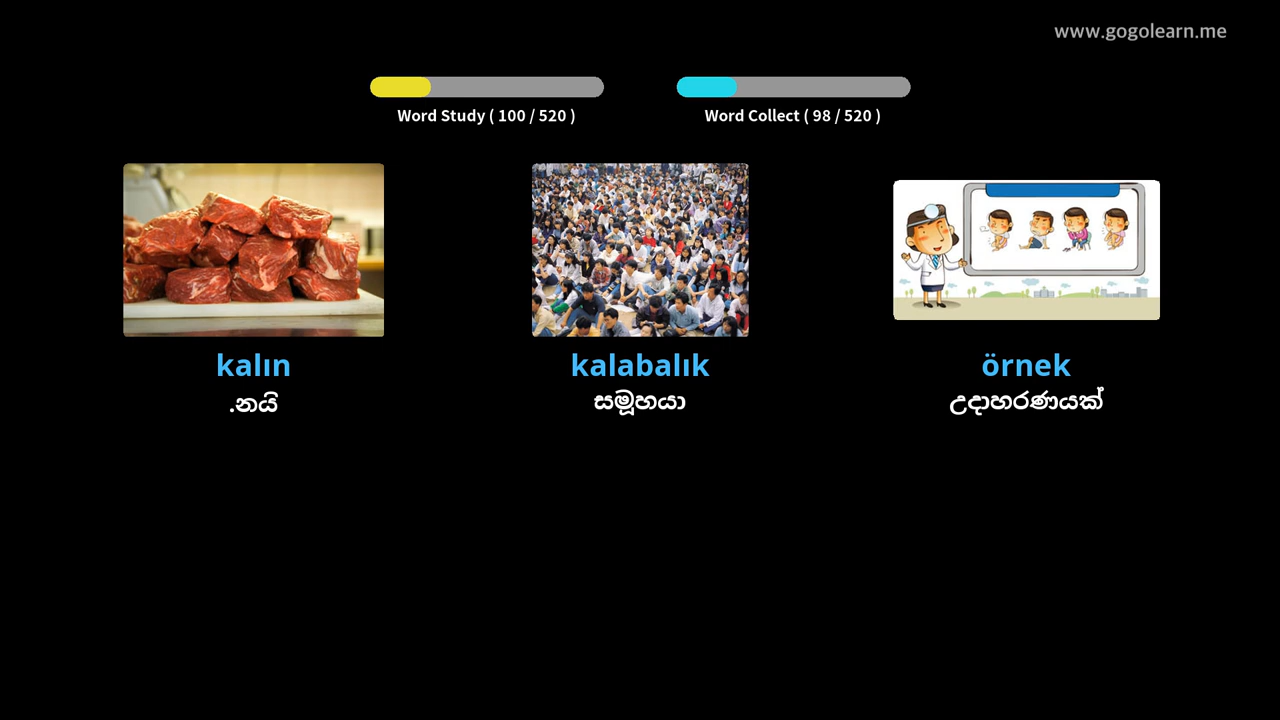 www.gogolearn.me
Word Study ( 100 / 520 )
Word Collect ( 98 / 520 )
kalın
kalabalık
örnek
.නයි
සමූහයා
උදාහරණයක්